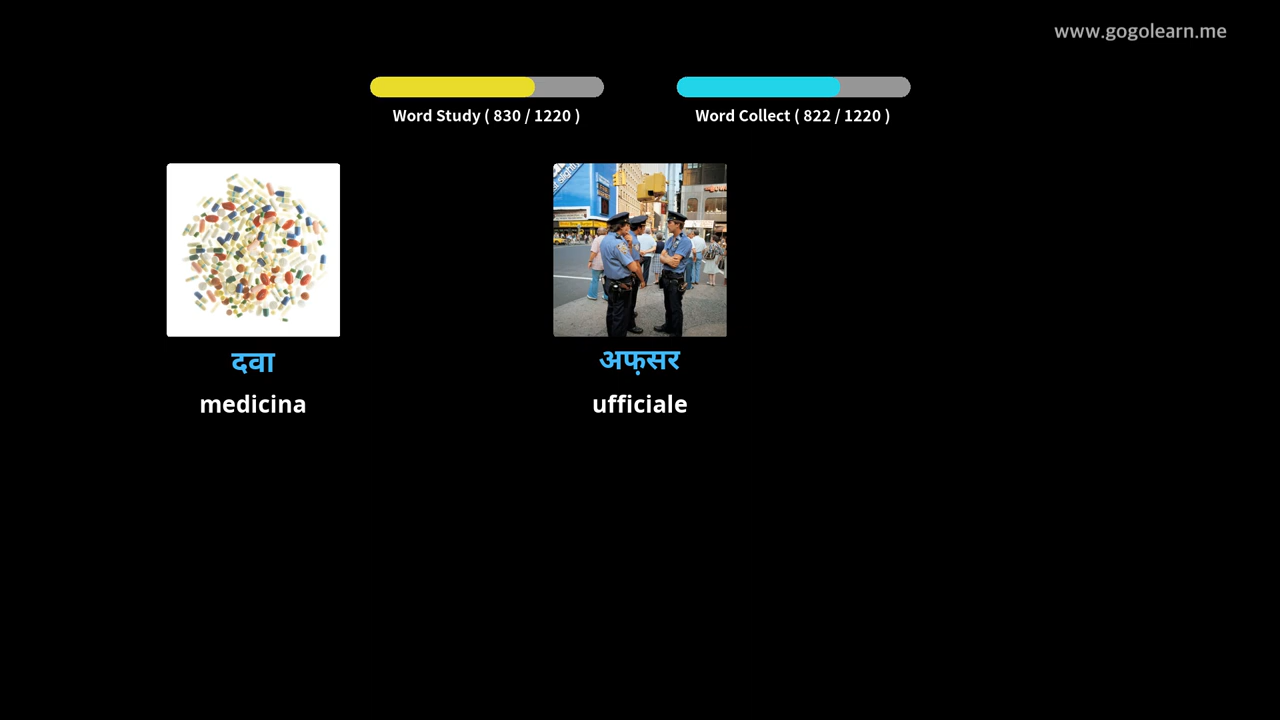 www.gogolearn.me
Word Study ( 830 / 1220 )
Word Collect ( 822 / 1220 )
दवा
अफ़सर
medicina
ufficiale